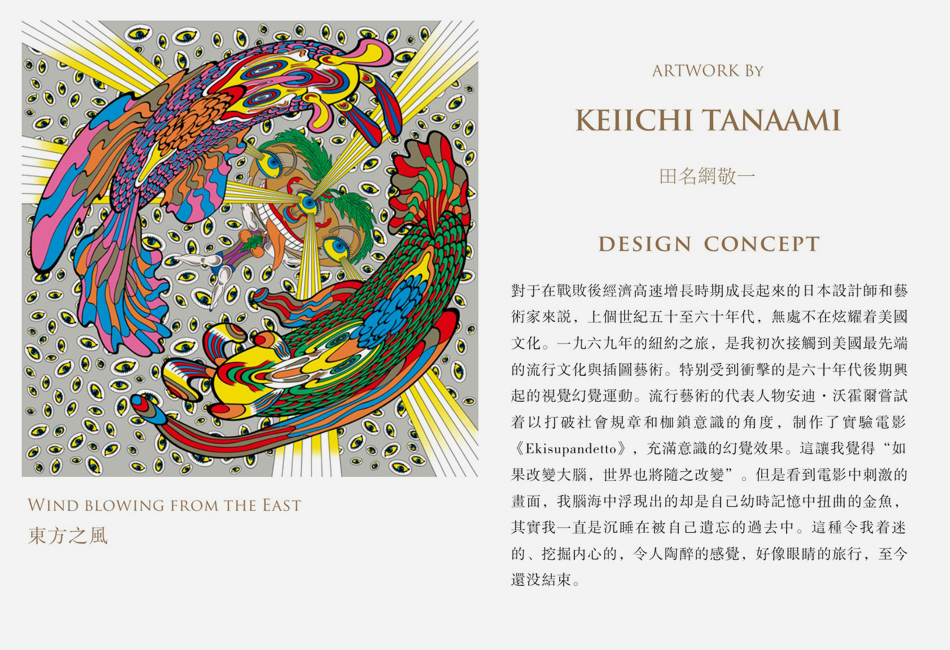 ARTWORK BY
KEIICHI TANAAMI
田名網敬一
DESIGN CONCEPT
對于在戰敗後經濟高速增長時期成長起來的日本設計師和藝
術家來説，上個世紀五十至六十年代，無處不在炫耀着美國
文化。一九六九年的紐約之旅，是我初次接觸到美國最先端
的流行文化與插圖藝術。特別受到衝擊的是六十年代後期興
起的視覺幻覺運動。流行藝術的代表人物安迪·沃霍爾嘗試
着以打破社會規章和枷鎖意識的角度，制作了實驗電影
《Ekisupandetto》，充滿意識的幻覺效果。這讓我覺得“如
果改變大腦，世界也將隨之改變”。但是看到電影中刺激的
畫面，我腦海中浮現出的却是自己幼時記憶中扭曲的金魚，
其實我一直是沉睡在被自己遺忘的過去中。這種令我着迷
的、挖掘内心的，令人陶醉的感覺，好像眼睛的旅行，至今
還没結束。
WIND BLOWING FROM THE EAST
東方之風